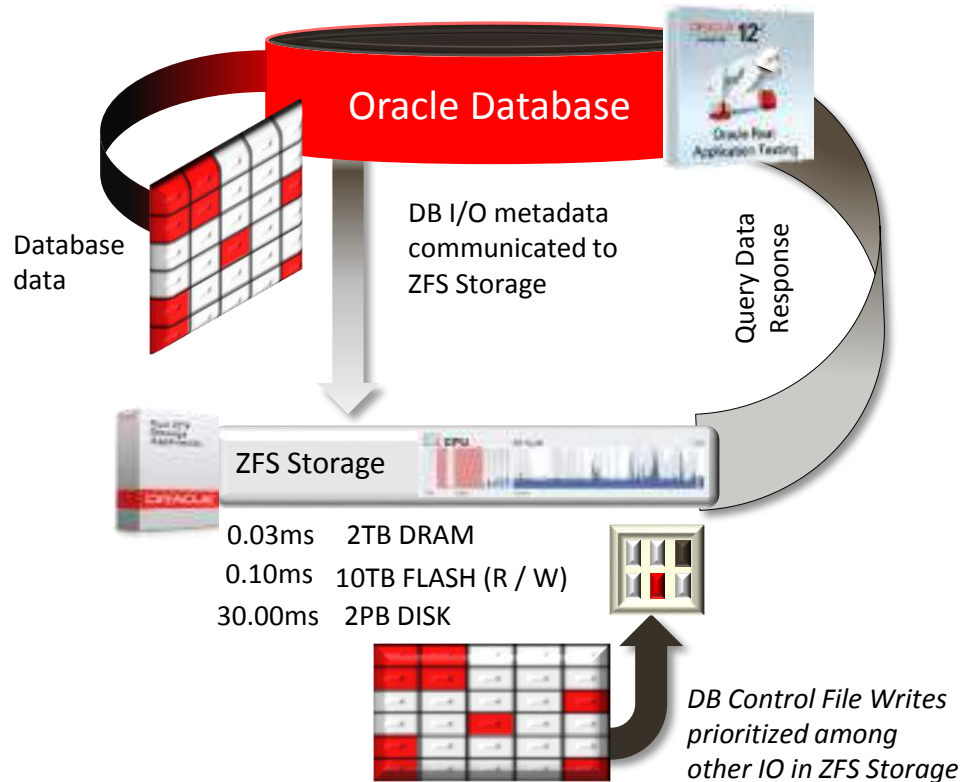 ORACLE 12c
Oracle Database
Oracle Real
Application Testing
DB I/O metadata
communicated to
ZFS Storage
Database
data
Query Data
Response
ORACLE
ZFS Storage
CPU
0.03ms 2TB DRAM
0.10ms 10TB FLASH (R / W)
30.00ms 2PB DISK
DB Control File Writes
prioritized among
other IO in ZFS Storage